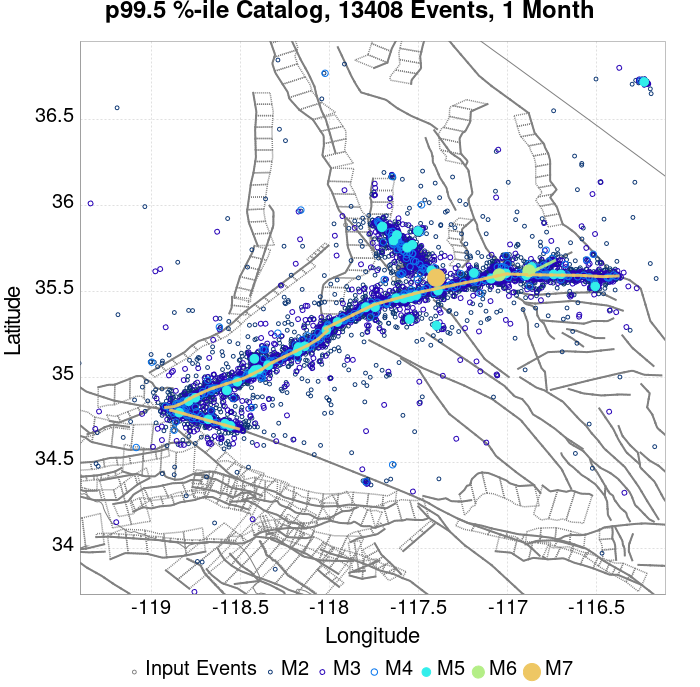 p99.5 %-ile Catalog, 13408 Events, 1 Month
36.5
36
35.5
35
34.5
34
Latitude
-119 -118.5 -118 -117.5 -117 -116.5
Longitude
Input Events M2 M3 M4 M5 M6 M7